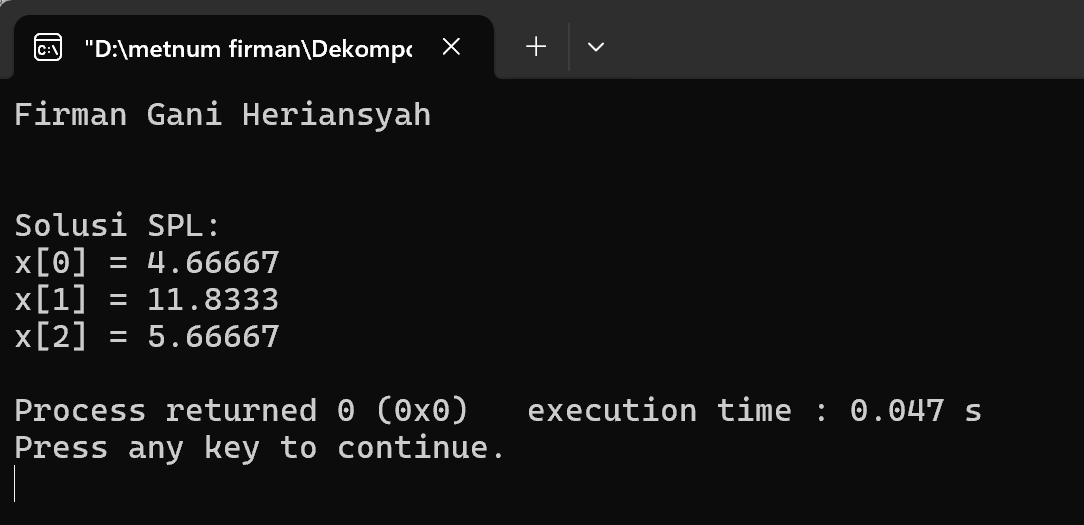 "D:\metnum firman\Dekompo
Firman Gani Heriansyah
Solusi SPL:
x[0] = 4.66667
x[1] = 11.8333
x[2] = 5.66667
Process returned 0 (0x0)   execution time : 0.047 s
Press any key to continue.